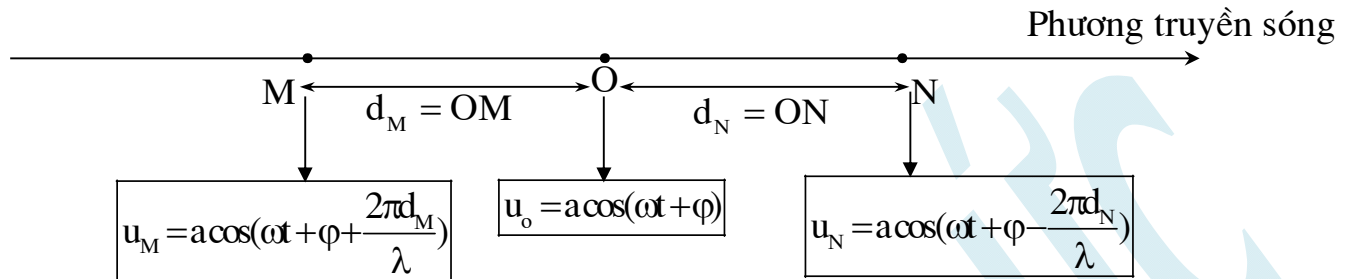 Phương truyền sóng
M O N
d_M = OM d_N = ON
u_M = acos(ωt + φ + 2πd_M/λ) u_o = acos(ωt + φ) u_N = acos(ωt + φ − 2πd_N/λ)